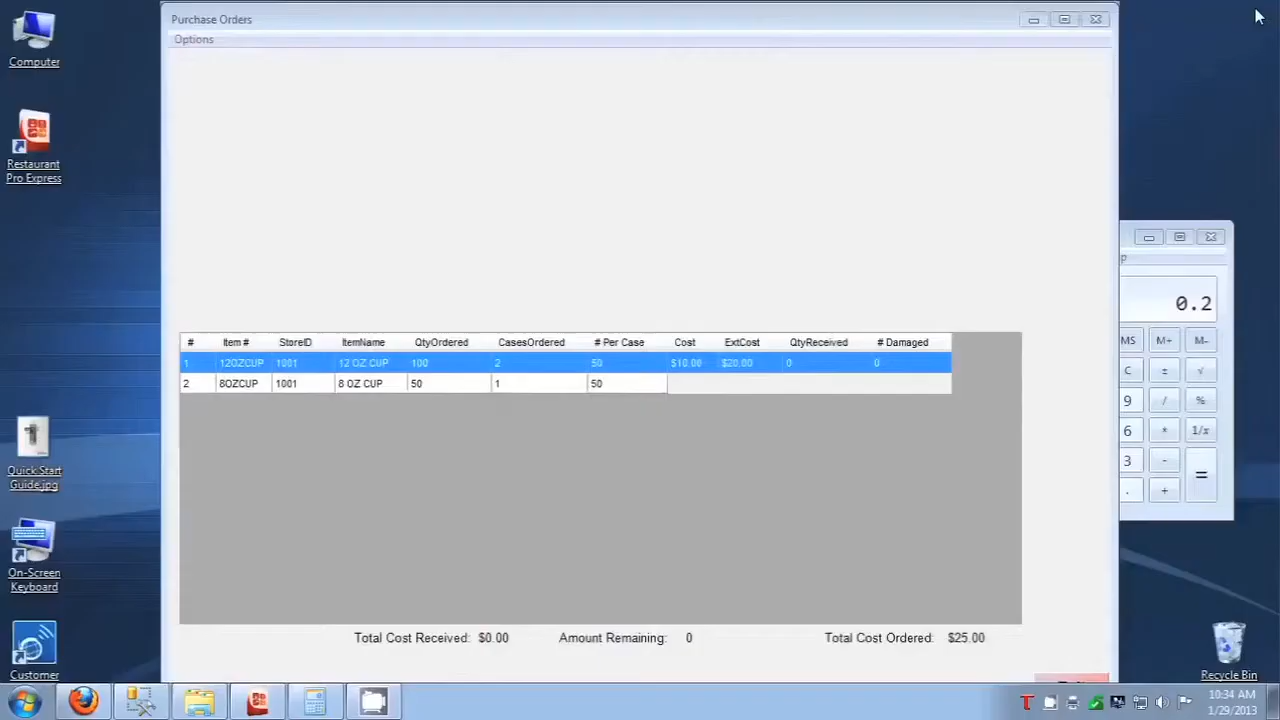 Purchase Orders
Options
Computer
Restaurant
Pro Express
Quick Start
Guide.jpg
On-Screen
Keyboard
Customer
# Item # StoreID ItemName QtyOrdered CasesOrdered # Per Case Cost ExtCost QtyReceived # Damaged
1 12OZCUP 1001 12 OZ CUP 100 2 50 $10.00 $20.00 0 0
2 8OZCUP 1001 8 OZ CUP 50 1 50
Total Cost Received: $0.00 Amount Remaining: 0 Total Cost Ordered: $25.00
p
0.2
MS M+ M-
C ± √
9 / %
6 * 1/x
3 - =
. +
Recycle Bin
10:34 AM
1/29/2013